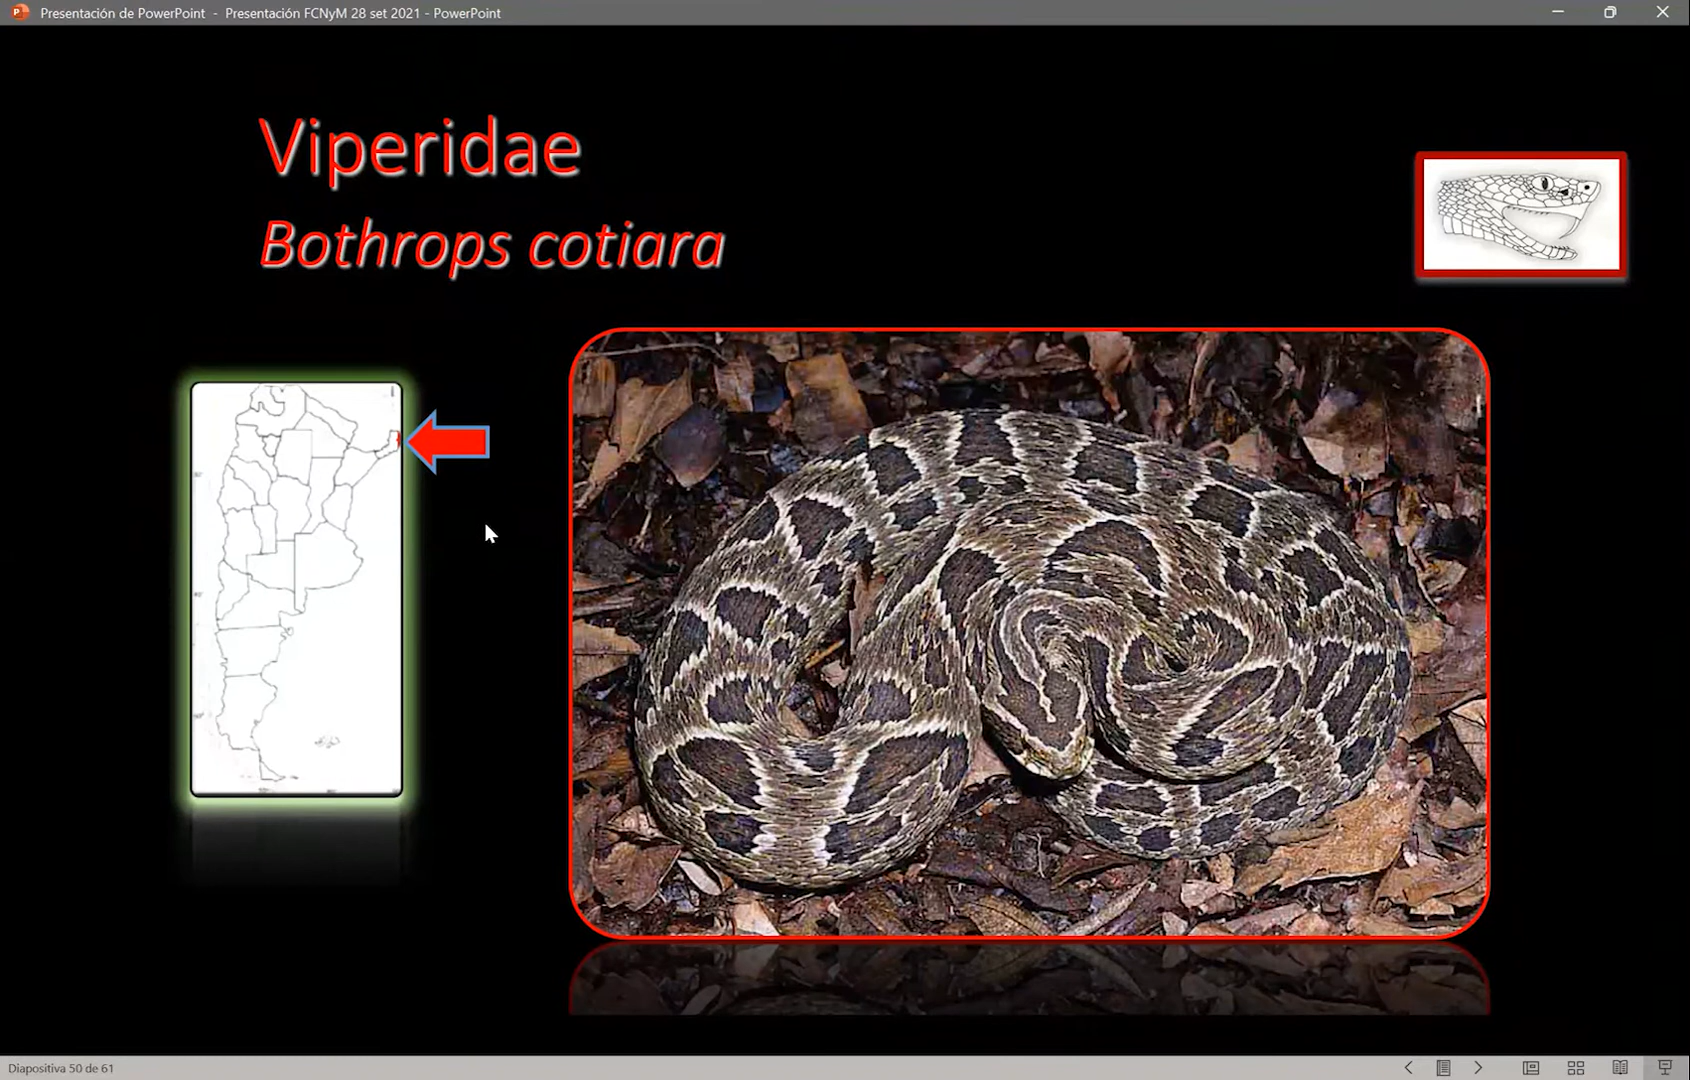 Presentación de PowerPoint - Presentación FCNyM 28 set 2021 - PowerPoint
Viperidae
Bothrops cotiara
Diapositiva 50 de 61